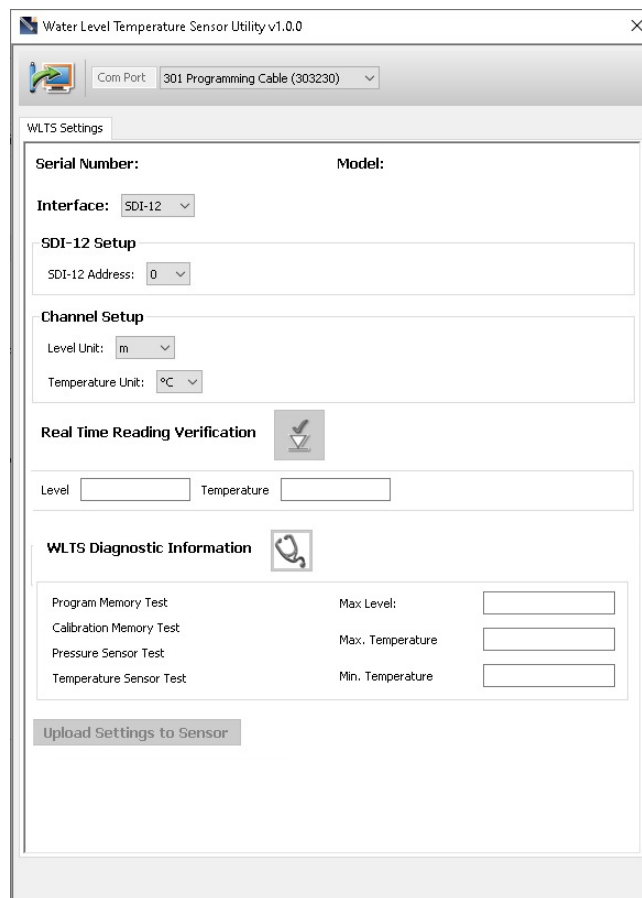 Water Level Temperature Sensor Utility v1.0.0
Com Port 301 Programming Cable (303230)
WLTS Settings
Serial Number: Model:
Interface: SDI-12
SDI-12 Setup
SDI-12 Address: 0
Channel Setup
Level Unit: m
Temperature Unit: °C
Real Time Reading Verification
Level Temperature
WLTS Diagnostic Information
Program Memory Test Max Level:
Calibration Memory Test
Max. Temperature
Pressure Sensor Test
Temperature Sensor Test Min. Temperature
Upload Settings to Sensor